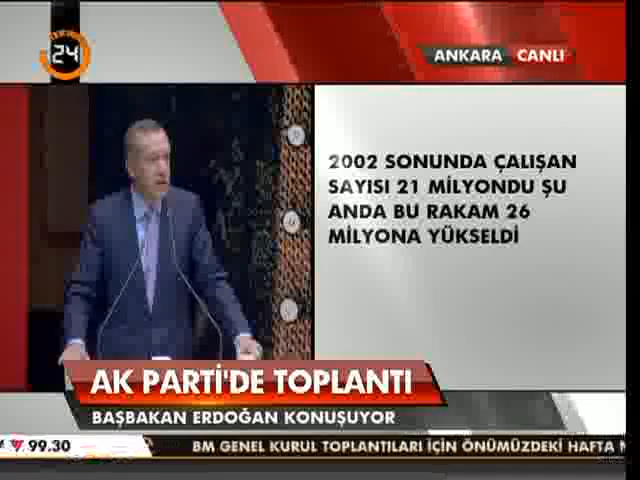 24
ANKARA CANLI
2002 SONUNDA ÇALIŞAN
SAYISI 21 MİLYONDU ŞU
ANDA BU RAKAM 26
MİLYONA YÜKSELDİ
AK PARTİ'DE TOPLANTI
BAŞBAKAN ERDOĞAN KONUŞUYOR
99.30 BM GENEL KURUL TOPLANTILARI İÇİN ÖNÜMÜZDEKİ HAFTA